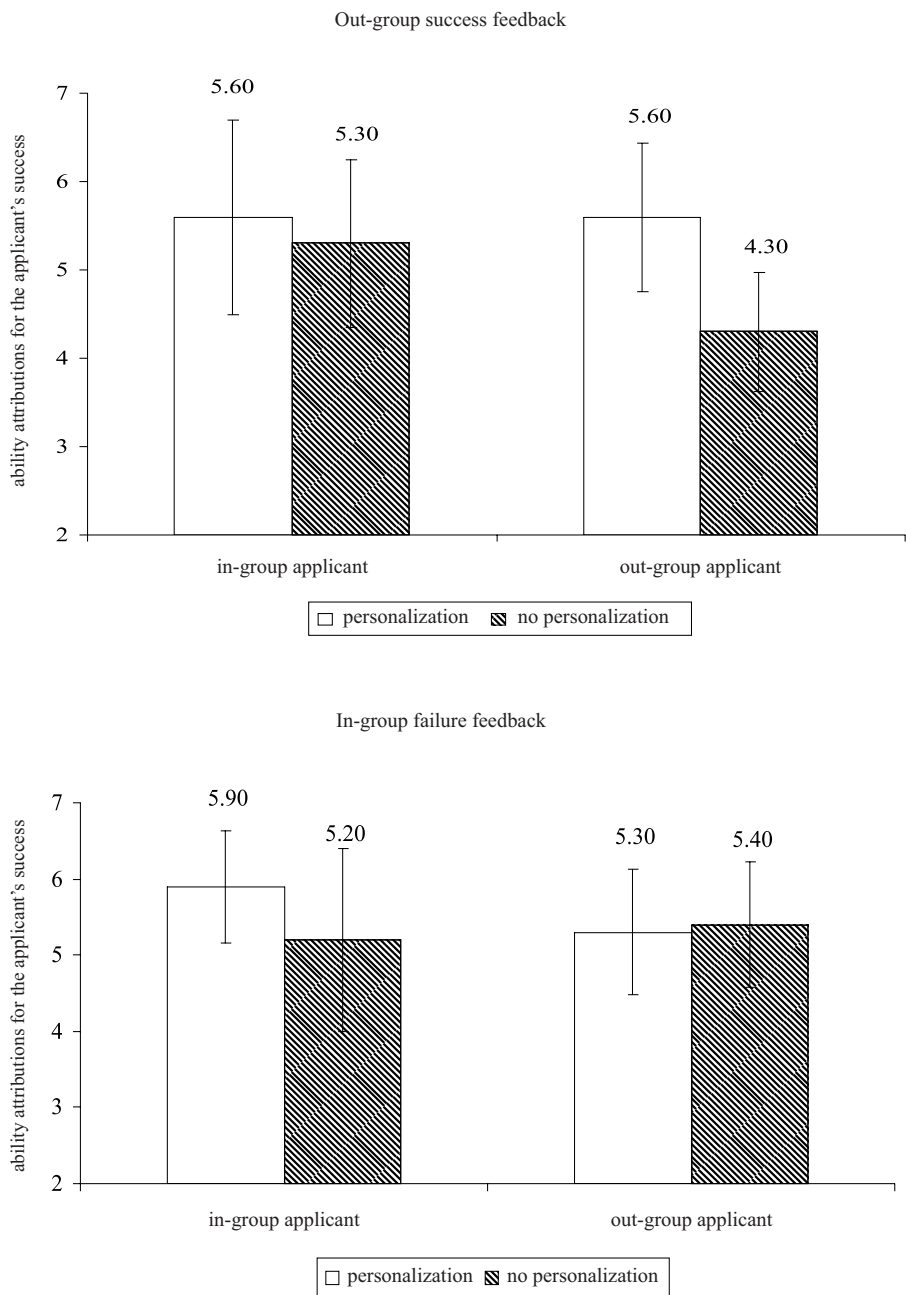 Out-group success feedback
ability attributions for the applicant's success
7
6
5
4
3
2
5.60
5.30
5.60
4.30
in-group applicant
out-group applicant
personalization no personalization
In-group failure feedback
ability attributions for the applicant's success
7
6
5
4
3
2
5.90
5.20
5.30
5.40
in-group applicant
out-group applicant
personalization no personalization